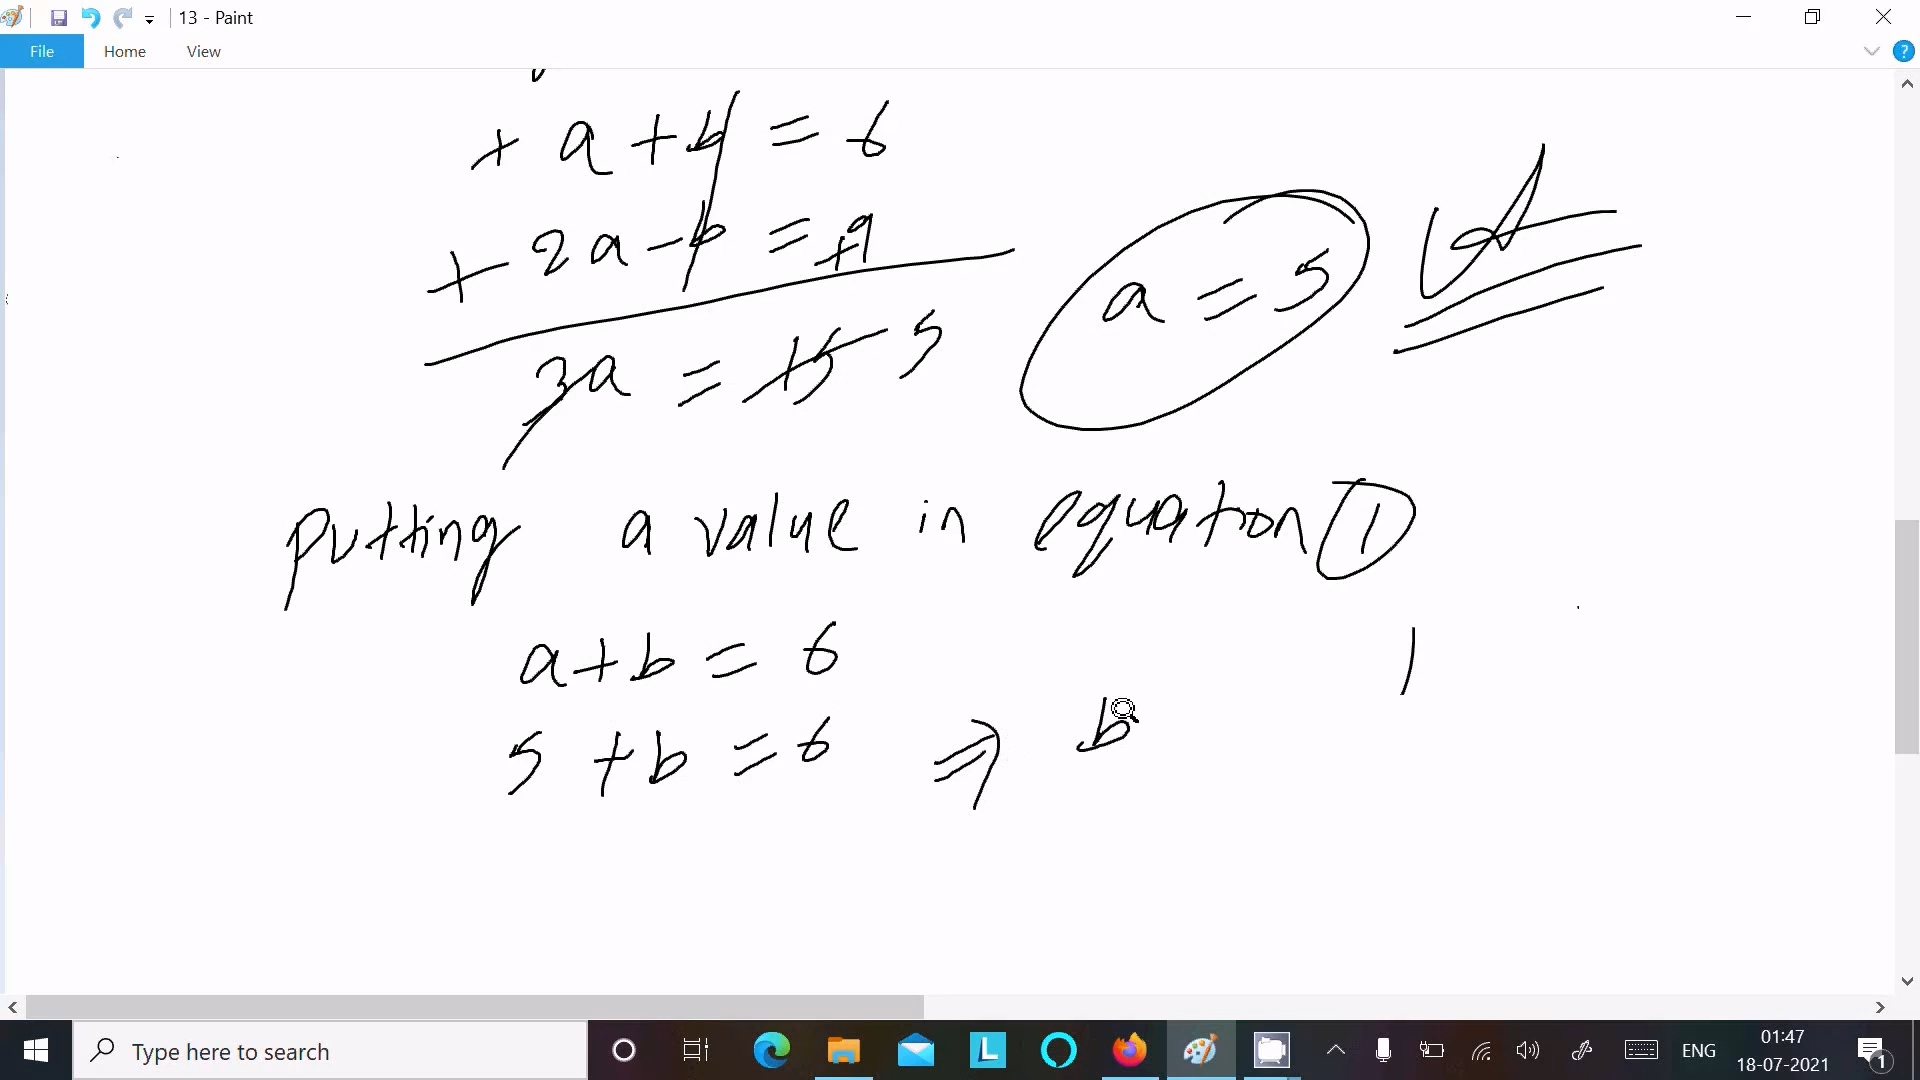 13 - Paint
File Home View
+ a + b = 6
+ 2a - b = +9
3a = 15 5
a = 5
putting a value in equation 1
a + b = 6
5 + b = 6 ⇒ b
Type here to search
ENG
01:47
18-07-2021
1